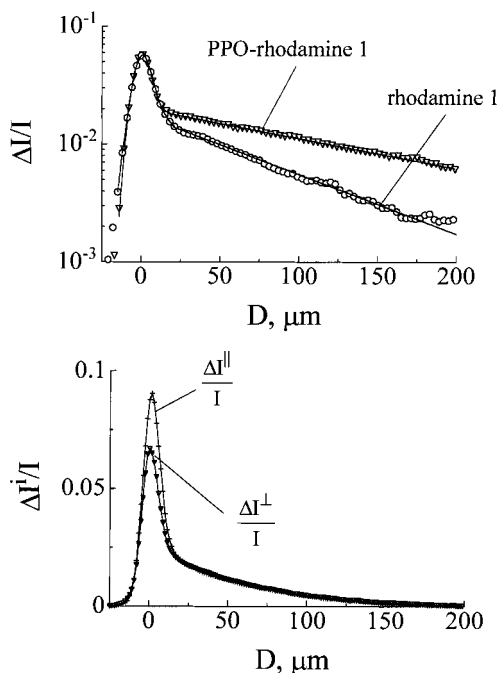 10⁻¹
PPO-rhodamine 1
rhodamine 1
ΔI/I
10⁻²
10⁻³
0 50 100 150 200
D, μm
0.1
ΔI^∥
I
ΔIⁱ/I
0.05
ΔI^⊥
I
0
0 50 100 150 200
D, μm